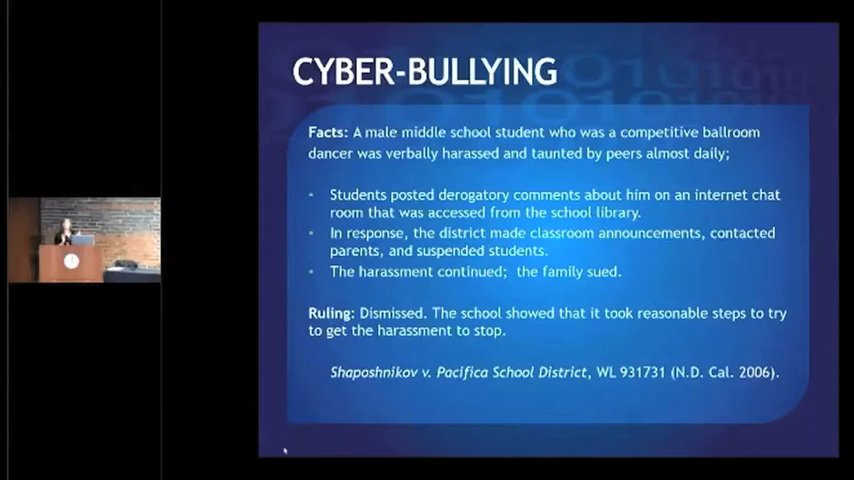 CYBER-BULLYING
Facts: A male middle school student who was a competitive ballroom
dancer was verbally harassed and taunted by peers almost daily;
• Students posted derogatory comments about him on an internet chat
room that was accessed from the school library.
• In response, the district made classroom announcements, contacted
parents, and suspended students.
• The harassment continued; the family sued.
Ruling: Dismissed. The school showed that it took reasonable steps to try
to get the harassment to stop.
Shaposhnikov v. Pacifica School District, WL 931731 (N.D. Cal. 2006).